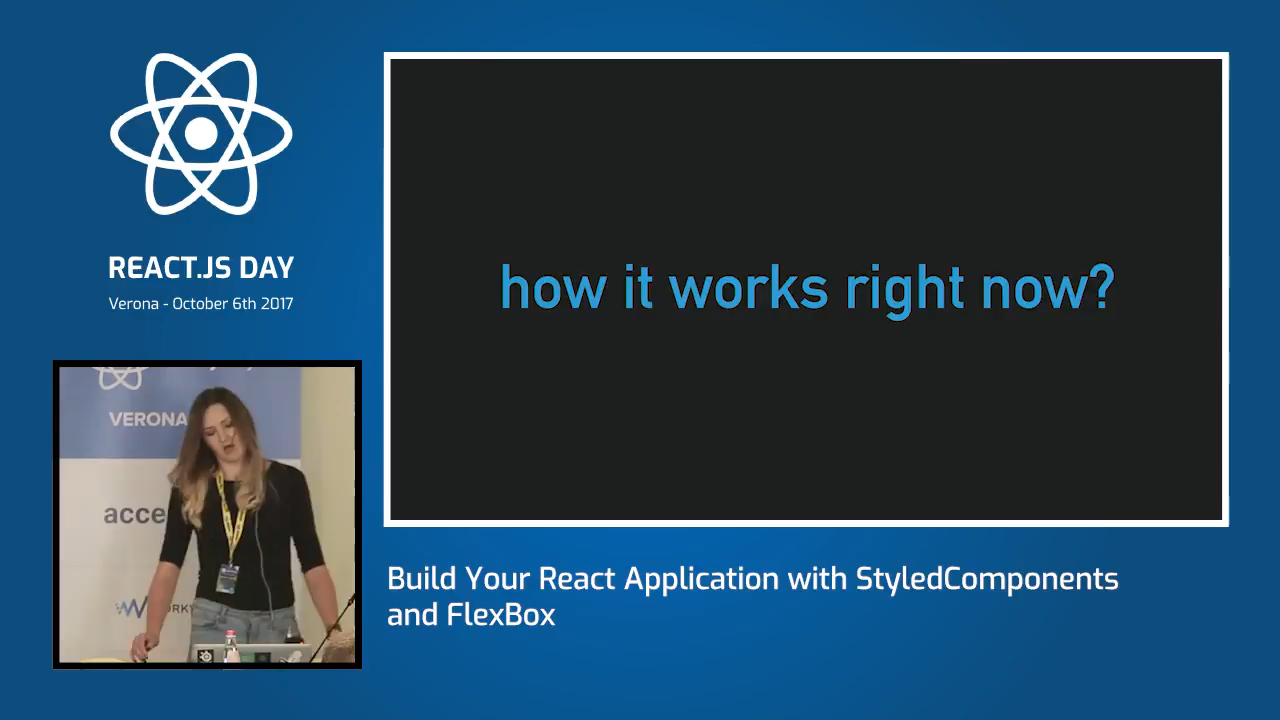 REACT.JS DAY
Verona - October 6th 2017
how it works right now?
VERONA
acce
ORKW
Build Your React Application with StyledComponents
and FlexBox